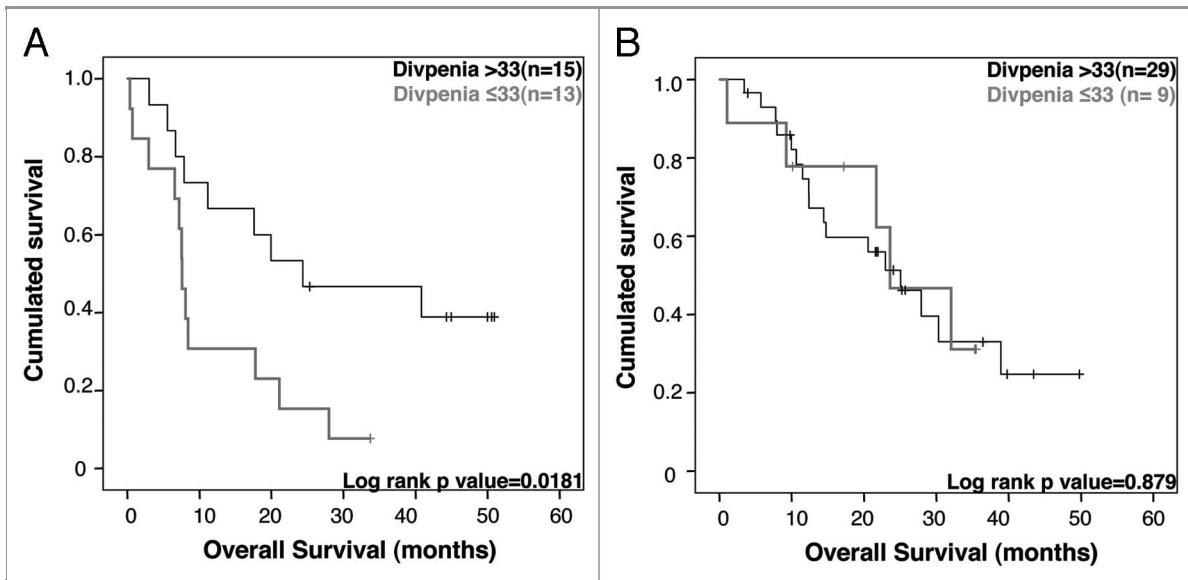 A
Divpenia >33(n=15)
Divpenia ≤33(n=13)
Cumulated survival
1.0
0.8
0.6
0.4
0.2
0
Log rank p value=0.0181
0 10 20 30 40 50 60
Overall Survival (months)
B
Divpenia >33(n=29)
Divpenia ≤33 (n= 9)
Cumulated survival
1.0
0.8
0.6
0.4
0.2
0
Log rank p value=0.879
0 10 20 30 40 50 60
Overall Survival (months)